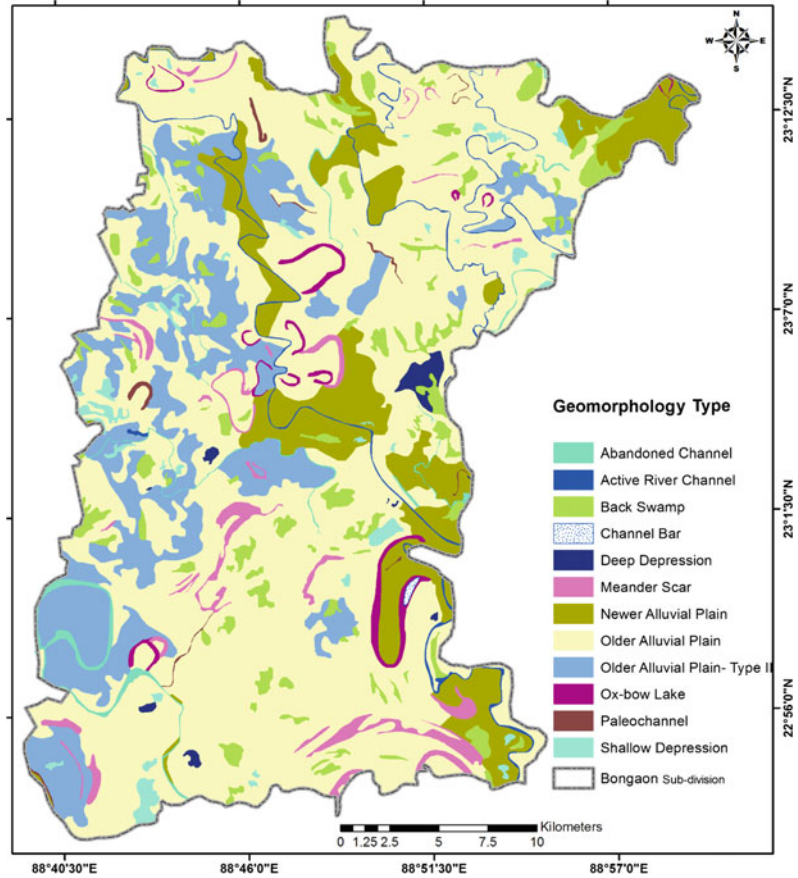 N
W E
S
23°12'30"N
23°7'0"N
Geomorphology Type
Abandoned Channel
Active River Channel
Back Swamp
23°1'30"N
Channel Bar
Deep Depression
Meander Scar
Newer Alluvial Plain
Older Alluvial Plain
Older Alluvial Plain- Type II
Ox-bow Lake
22°56'0"N
Paleochannel
Shallow Depression
Bongaon Sub-division
Kilometers
0 1.25 2.5 5 7.5 10
88°40'30"E 88°46'0"E 88°51'30"E 88°57'0"E